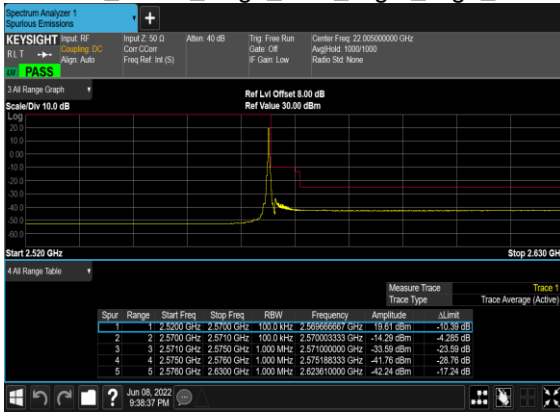 Spectrum Analyzer 1
Spurious Emissions
+
KEYSIGHT
RLT
Input: RF
Coupling: DC
Align: Auto
Input Z: 50 Ω
Corr CCorr
Freq Ref: Int (S)
Atten: 40 dB
Trig: Free Run
Gate: Off
IF Gain: Low
Center Freq: 22.005000000 GHz
Avg|Hold: 1000/1000
Radio Std: None
PASS
3 All Range Graph
Scale/Div 10.0 dB
Ref Lvl Offset 8.00 dB
Ref Value 30.00 dBm
Log
20.0
10.0
0.00
-10.0
-20.0
-30.0
-40.0
-50.0
-60.0
Start 2.520 GHz
Stop 2.630 GH
4 All Range Table
Measure Trace Trace 1
Trace Type Trace Average (Active)
Spur Range Start Freq Stop Freq RBW Frequency Amplitude ΔLimit
1 1 2.5200 GHz 2.5700 GHz 100.0 kHz 2.569666667 GHz 19.61 dBm -10.39 dB
2 2 2.5700 GHz 2.5710 GHz 100.0 kHz 2.570003333 GHz -14.29 dBm -4.285 dB
3 3 2.5710 GHz 2.5750 GHz 1.000 MHz 2.571000000 GHz -33.59 dBm -23.59 dB
4 4 2.5750 GHz 2.5760 GHz 1.000 MHz 2.575188333 GHz -41.76 dBm -28.76 dB
5 5 2.5760 GHz 2.6300 GHz 1.000 MHz 2.623610000 GHz -42.24 dBm -17.24 dB
?
Jun 08, 2022
9:38:37 PM